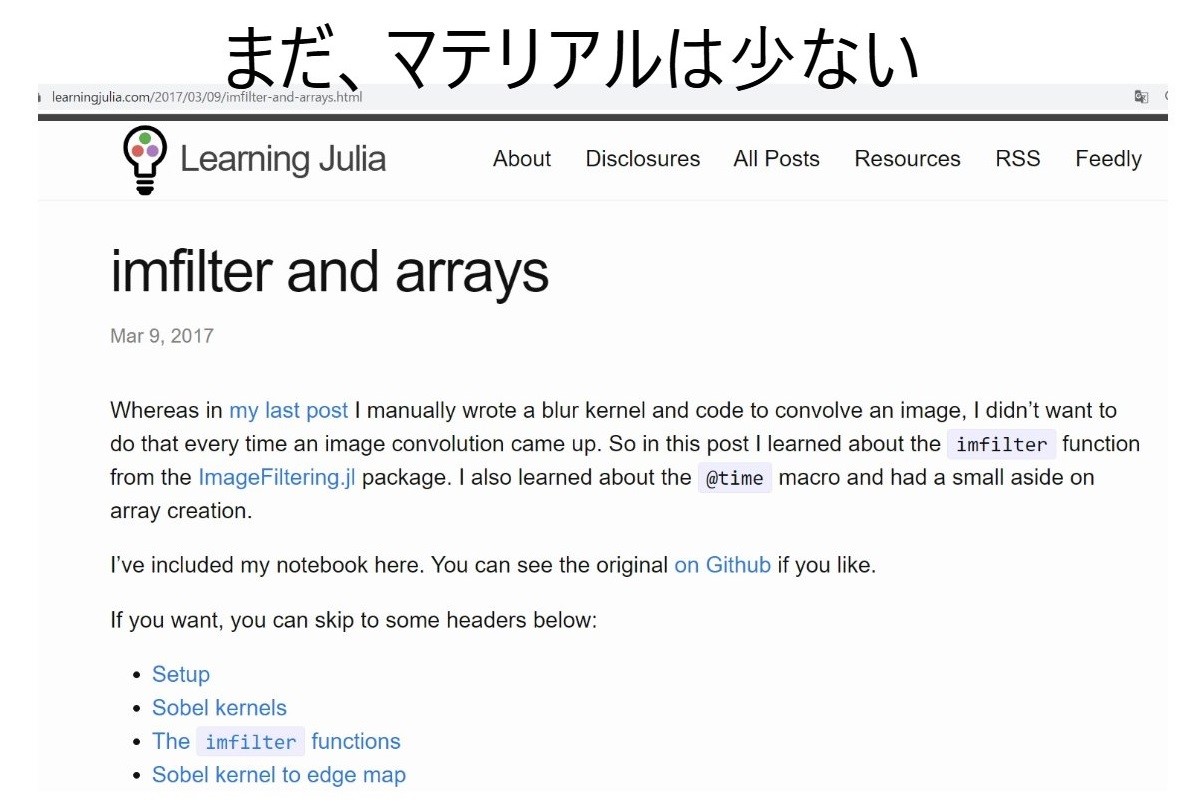 まだ、マテリアルは少ない
learningjulia.com/2017/03/09/imfilter-and-arrays.html
Learning Julia About Disclosures All Posts Resources RSS Feedly
imfilter and arrays
Mar 9, 2017
Whereas in my last post I manually wrote a blur kernel and code to convolve an image, I didn’t want to
do that every time an image convolution came up. So in this post I learned about the imfilter function
from the ImageFiltering.jl package. I also learned about the @time macro and had a small aside on
array creation.
I’ve included my notebook here. You can see the original on Github if you like.
If you want, you can skip to some headers below:
• Setup
• Sobel kernels
• The imfilter functions
• Sobel kernel to edge map